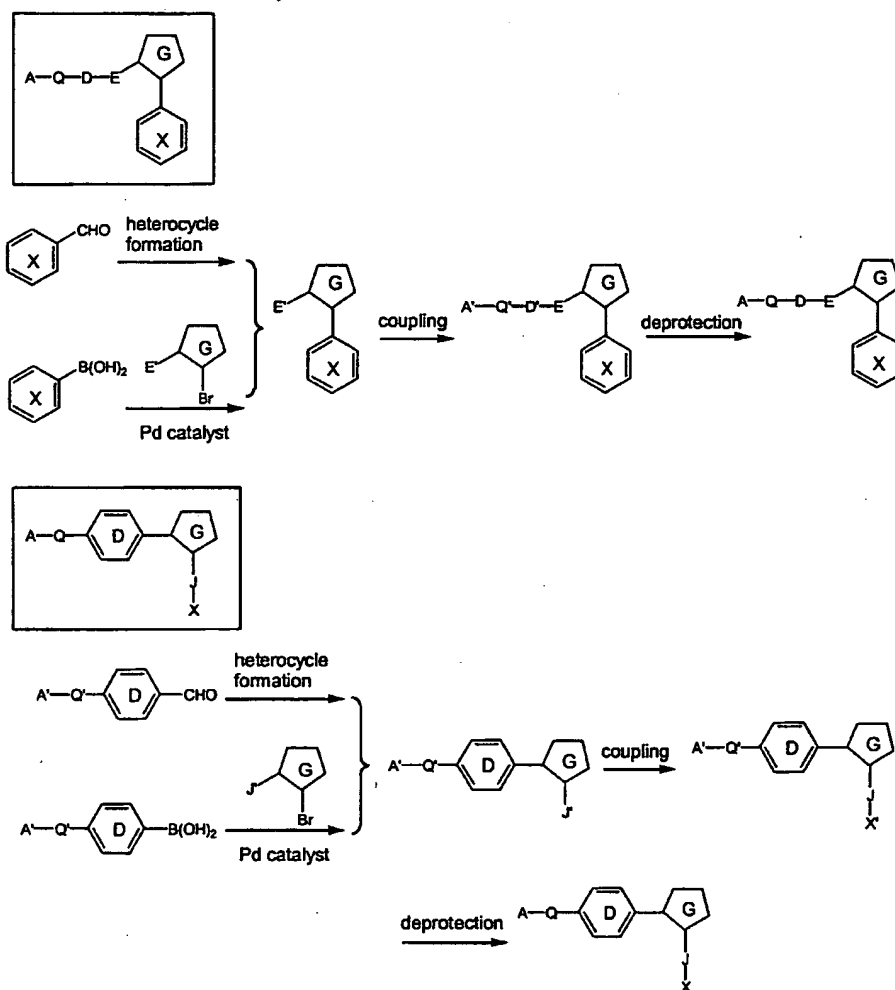 G
A—Q—D—E
X
CHO
X
heterocycle
formation
B(OH)₂
X
E'
G
Br
Pd catalyst
E'
G
X
coupling
A'—Q'—D'—E
G
X
deprotection
A—Q—D—E
G
X
A—Q
D
G
J
X
A'—Q'
D
CHO
heterocycle
formation
A'—Q'
D
B(OH)₂
J'
G
Br
Pd catalyst
A'—Q'
D
G
J'
coupling
A'—Q'
D
G
J
X'
deprotection
A—Q
D
G
J
X